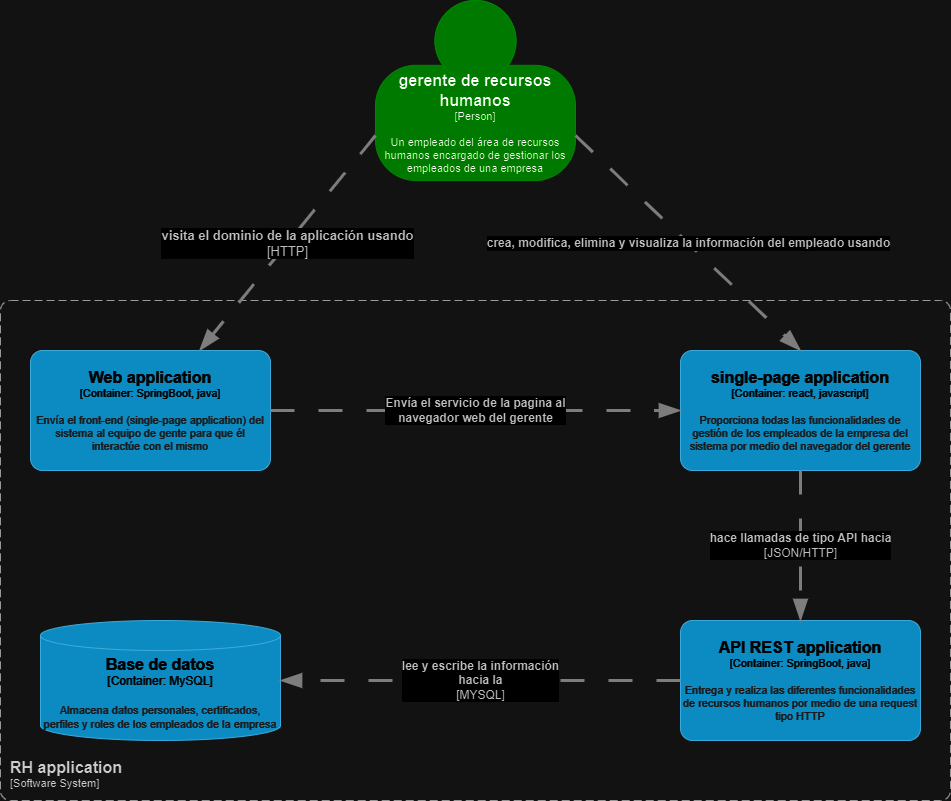 gerente de recursos
humanos
[Person]
Un empleado del área de recursos
humanos encargado de gestionar los
empleados de una empresa
visita el dominio de la aplicación usando
[HTTP]
crea, modifica, elimina y visualiza la información del empleado usando
Web application
[Container: SpringBoot, java]
Envía el front-end (single-page application) del
sistema al equipo de gente para que él
interactúe con el mismo
Envía el servicio de la pagina al
navegador web del gerente
single-page application
[Container: react, javascript]
Proporciona todas las funcionalidades de
gestión de los empleados de la empresa del
sistema por medio del navegador del gerente
hace llamadas de tipo API hacia
[JSON/HTTP]
Base de datos
[Container: MySQL]
Almacena datos personales, certificados,
perfiles y roles de los empleados de la empresa
lee y escribe la información
hacia la
[MYSQL]
API REST application
[Container: SpringBoot, java]
Entrega y realiza las diferentes funcionalidades
de recursos humanos por medio de una request
tipo HTTP
RH application
[Software System]